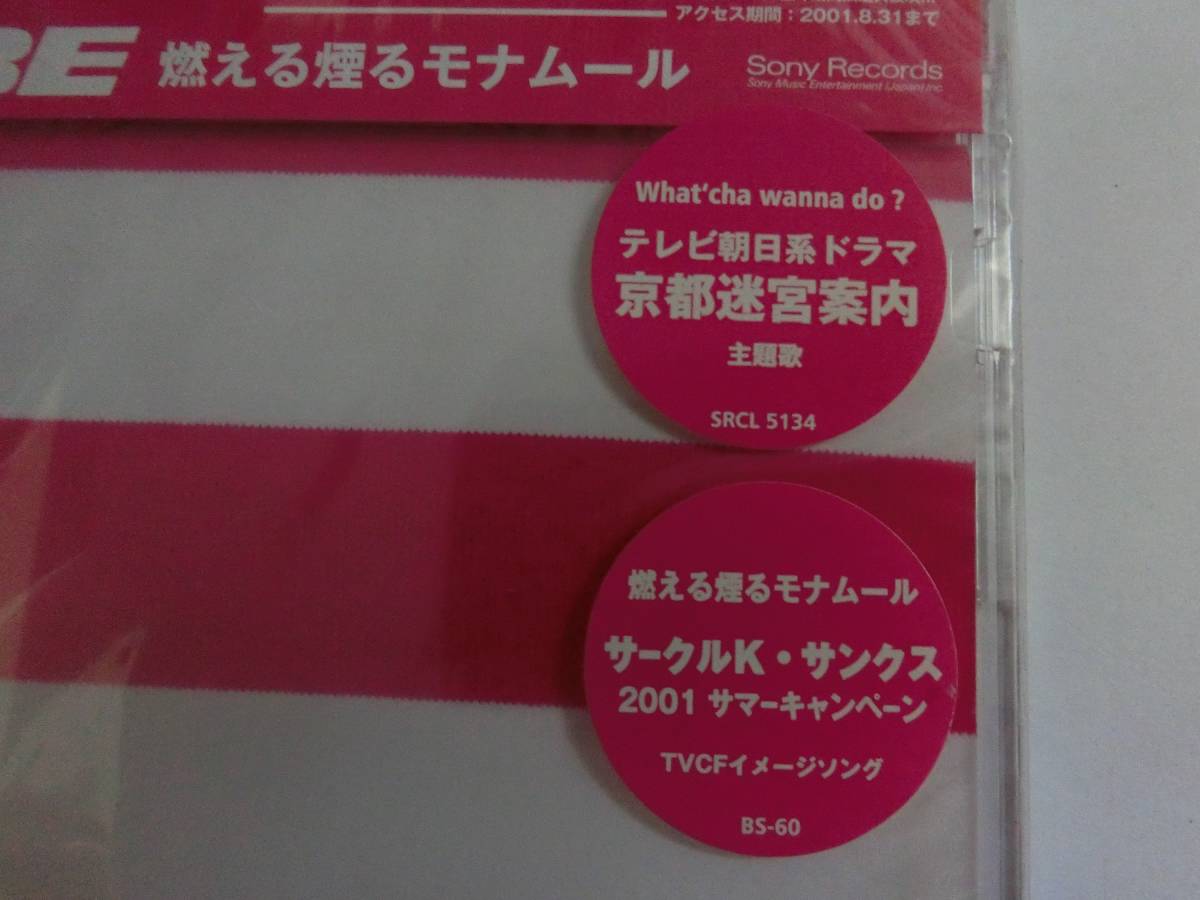 アクセス期間：2001.8.31まで
BE 燃える煙るモナムール
Sony Records
Sony Music Entertainment (Japan) Inc
What'cha wanna do ?
テレビ朝日系ドラマ
京都迷宮案内
主題歌
SRCL 5134
燃える煙るモナムール
サークルK・サンクス
2001 サマーキャンペーン
TVCFイメージソング
BS-60